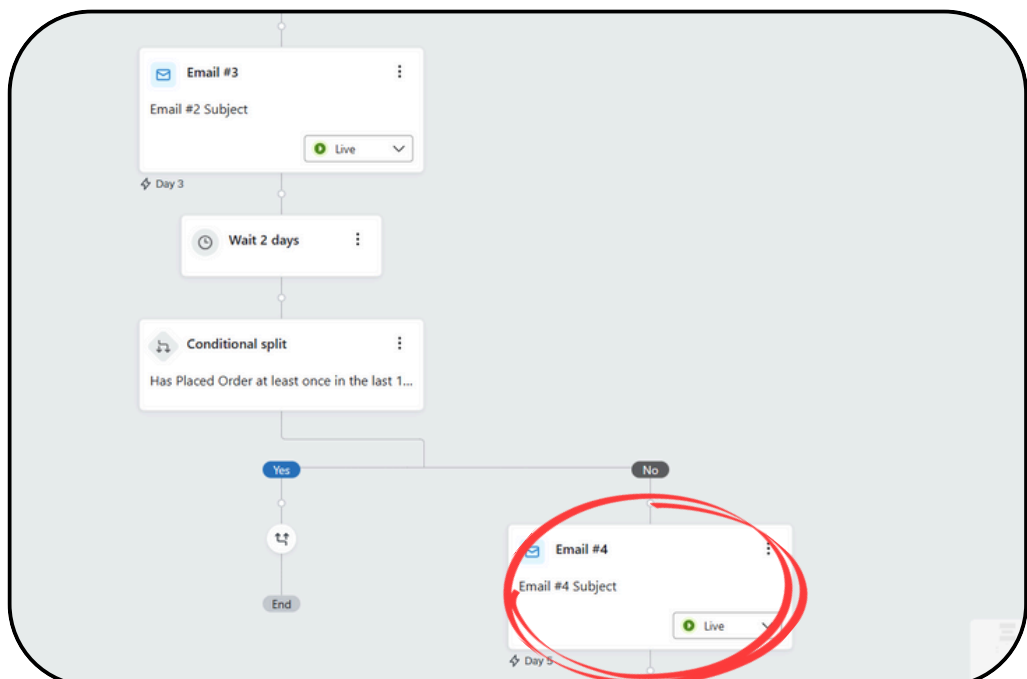 Email #3
Email #2 Subject
Live
Day 3
Wait 2 days
Conditional split
Has Placed Order at least once in the last 1...
Yes
No
Email #4
Email #4 Subject
End
Live
Day 5